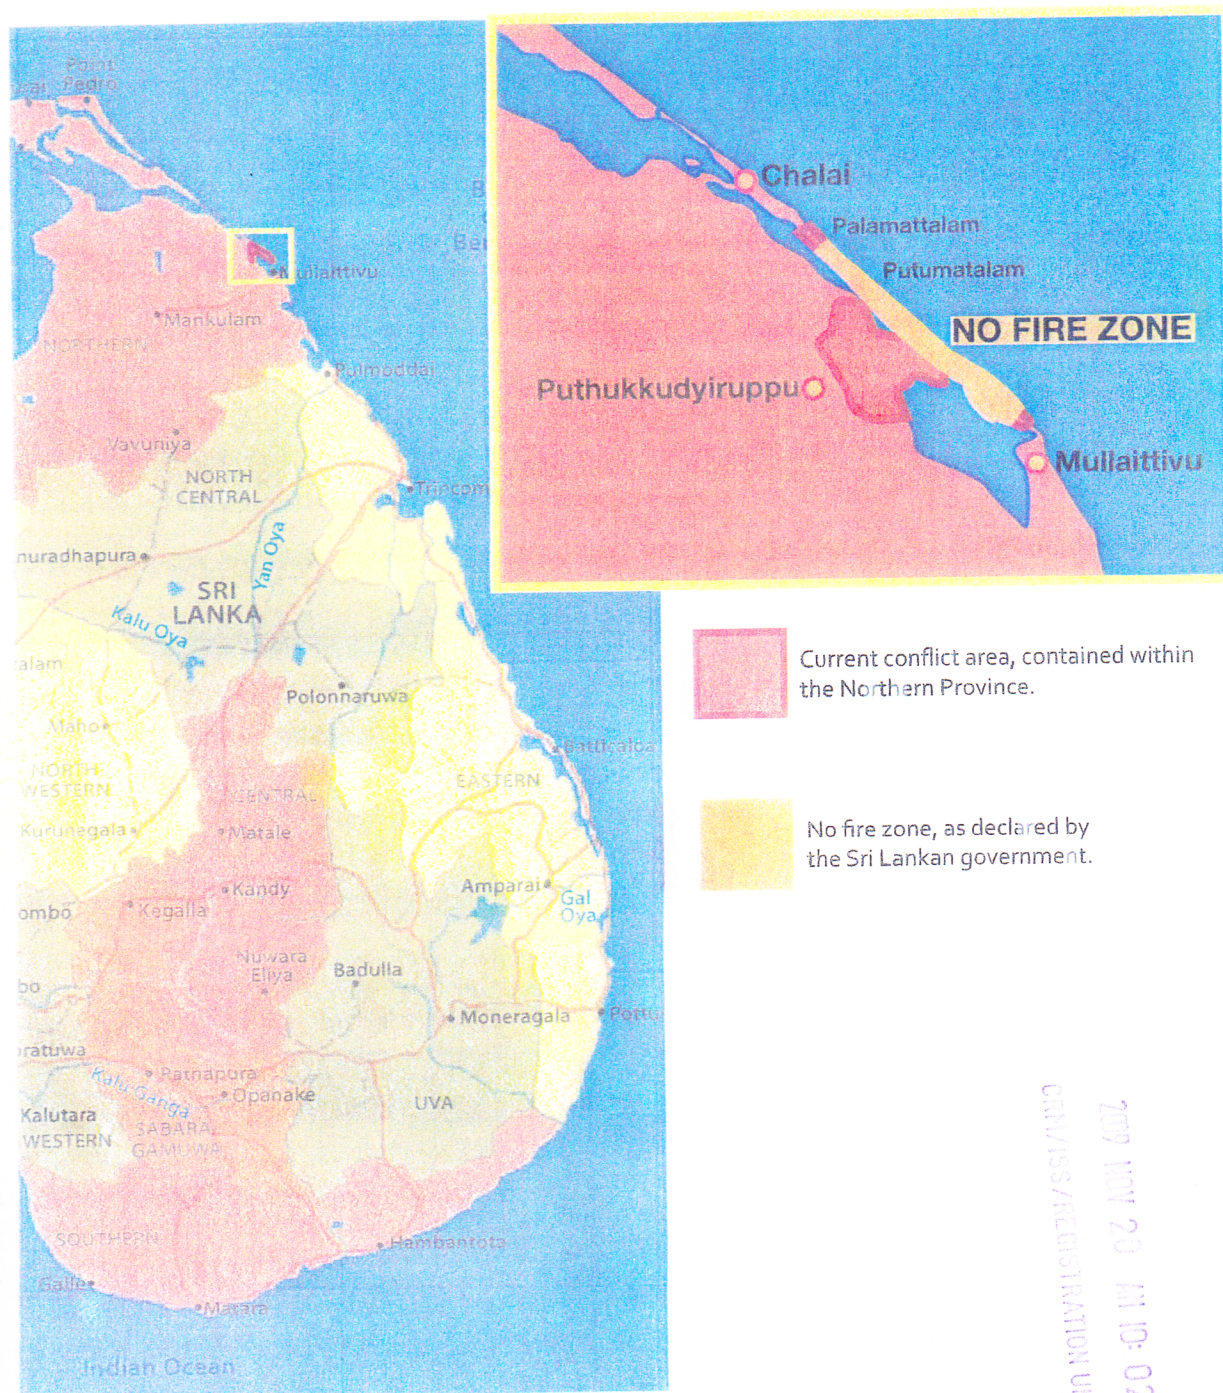 Point
Pedro
Mullaittivu
Mankulam
NORTHERN
Pulmoddai
Vavuniya
NORTH
CENTRAL
Trincom
nuradhapura
Yan Oya
SRI
LANKA
Kalu Oya
alam
Polonnaruwa
Maho
NORTH
WESTERN
Batticaloa
EASTERN
CENTRAL
Kurunegala
Matale
Kandy
Amparai
Gal
Oya
ombo
Kegalla
Nuwara
Eliya
Badulla
bo
Moneragala
Pottu
ratuwa
Ratnapura
Kalu Ganga
Opanake
UVA
Kalutara
WESTERN
SABARA
GAMUWA
SOUTHERN
Hambantota
Galle
Matara
Indian Ocean
Chalai
Palamattalam
Putumatalam
NO FIRE ZONE
Puthukkudyiruppu
Mullaittivu
Current conflict area, contained within
the Northern Province.
No fire zone, as declared by
the Sri Lankan government.
2009 NOV 20 AM 10: 02
CRM/ISS/REGISTRATION U